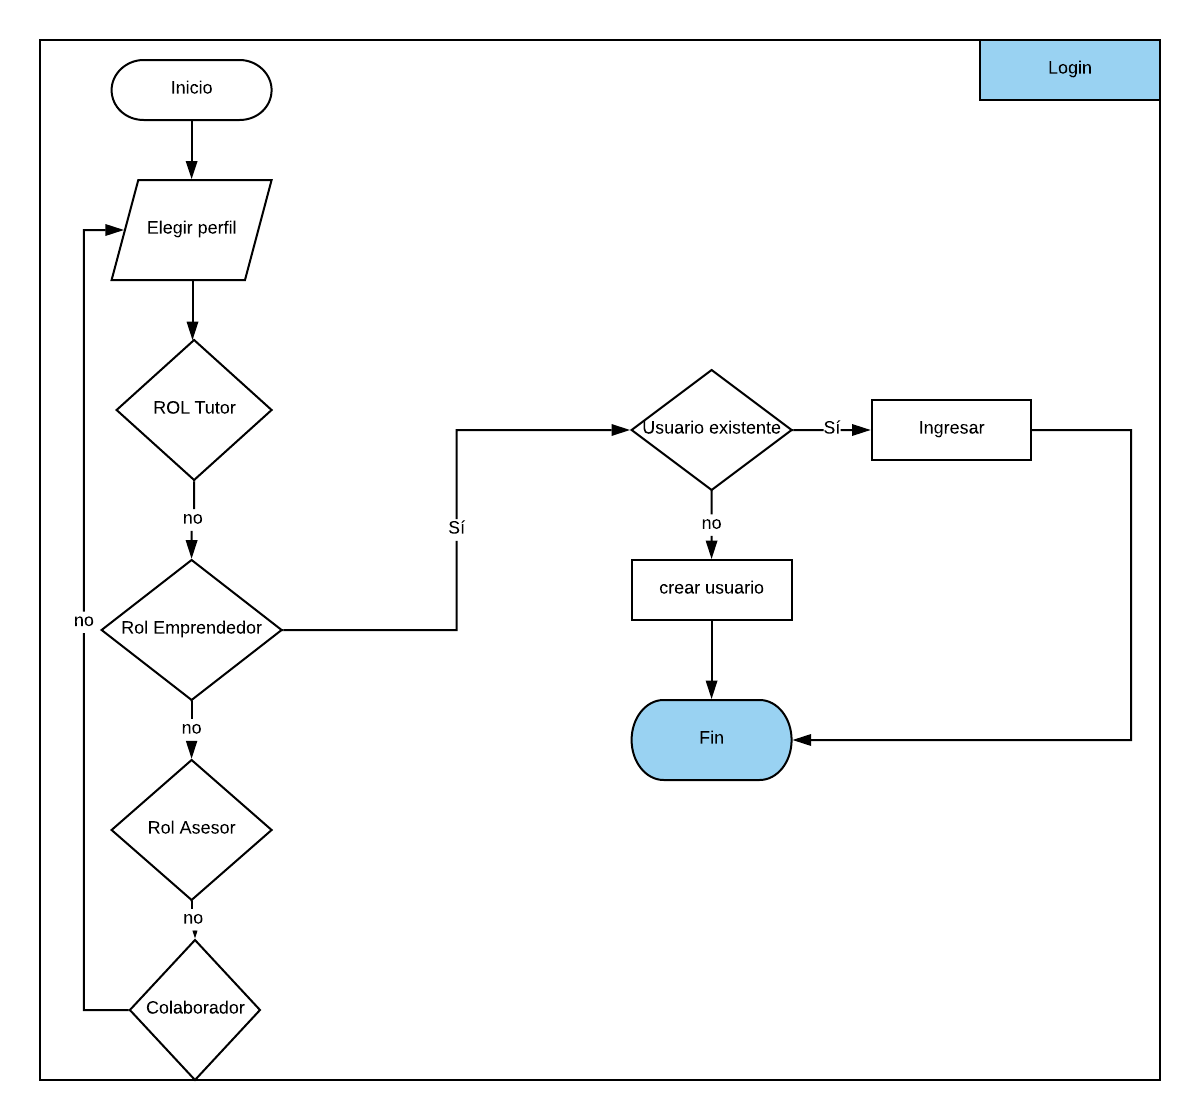 Login
Inicio
Elegir perfil
ROL Tutor
no
Rol Emprendedor
Sí
no
Rol Asesor
no
Colaborador
no
Usuario existente
Sí
Ingresar
no
crear usuario
Fin